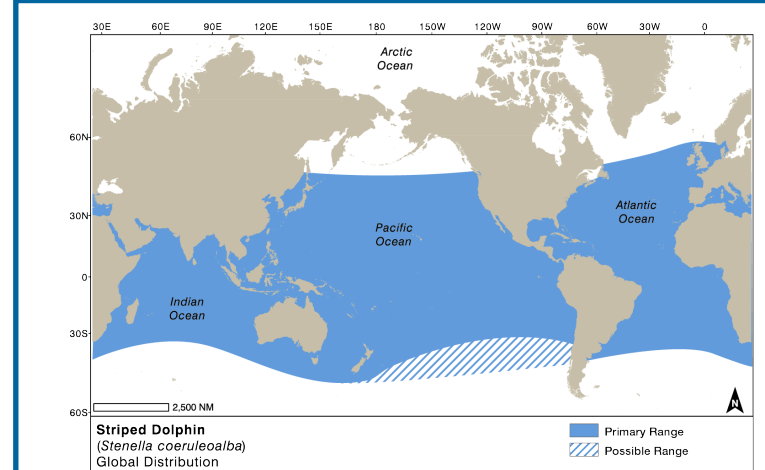 30E 60E 90E 120E 150E 180 150W 120W 90W 60W 30W 0
Arctic
Ocean
60N
30N
Atlantic
Ocean
Pacific
Ocean
0
Indian
Ocean
30S
2,500 NM
N
60S
Striped Dolphin
(Stenella coeruleoalba)
Global Distribution
Primary Range
Possible Range